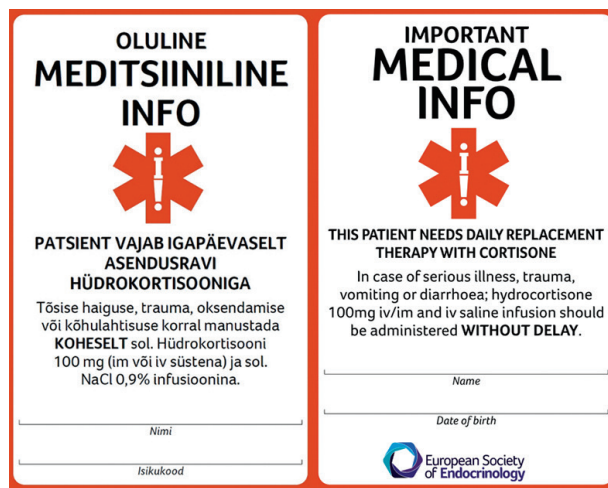 OLULINE
MEDITSIINILINE
INFO
PATSIENT VAJAB IGAPÄEVASELT
ASENDUSRAVI
HÜDROKORTISOONIGA
Tõsise haiguse, trauma, oksendamise
või kõhulahtisuse korral manustada
KOHESELT sol. Hüdrokortisooni
100 mg (im või iv süstena) ja sol.
NaCl 0,9% infusioonina.
Nimi
Isikukood
IMPORTANT
MEDICAL
INFO
THIS PATIENT NEEDS DAILY REPLACEMENT
THERAPY WITH CORTISONE
In case of serious illness, trauma,
vomiting or diarrhoea; hydrocortisone
100mg iv/im and iv saline infusion should
be administered WITHOUT DELAY.
Name
Date of birth
European Society
of Endocrinology